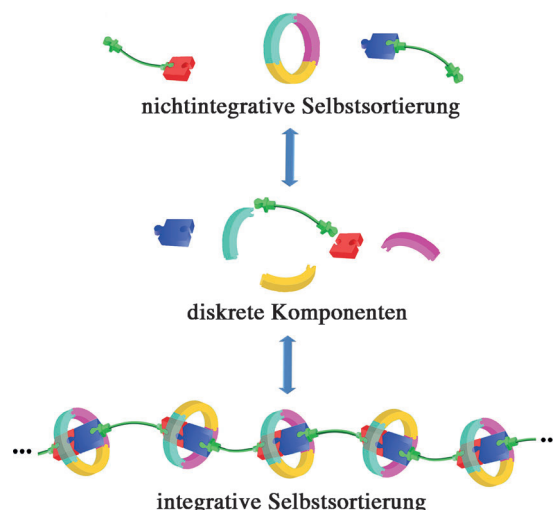 nichtintegrative Selbstsortierung
diskrete Komponenten
... ...
integrative Selbstsortierung